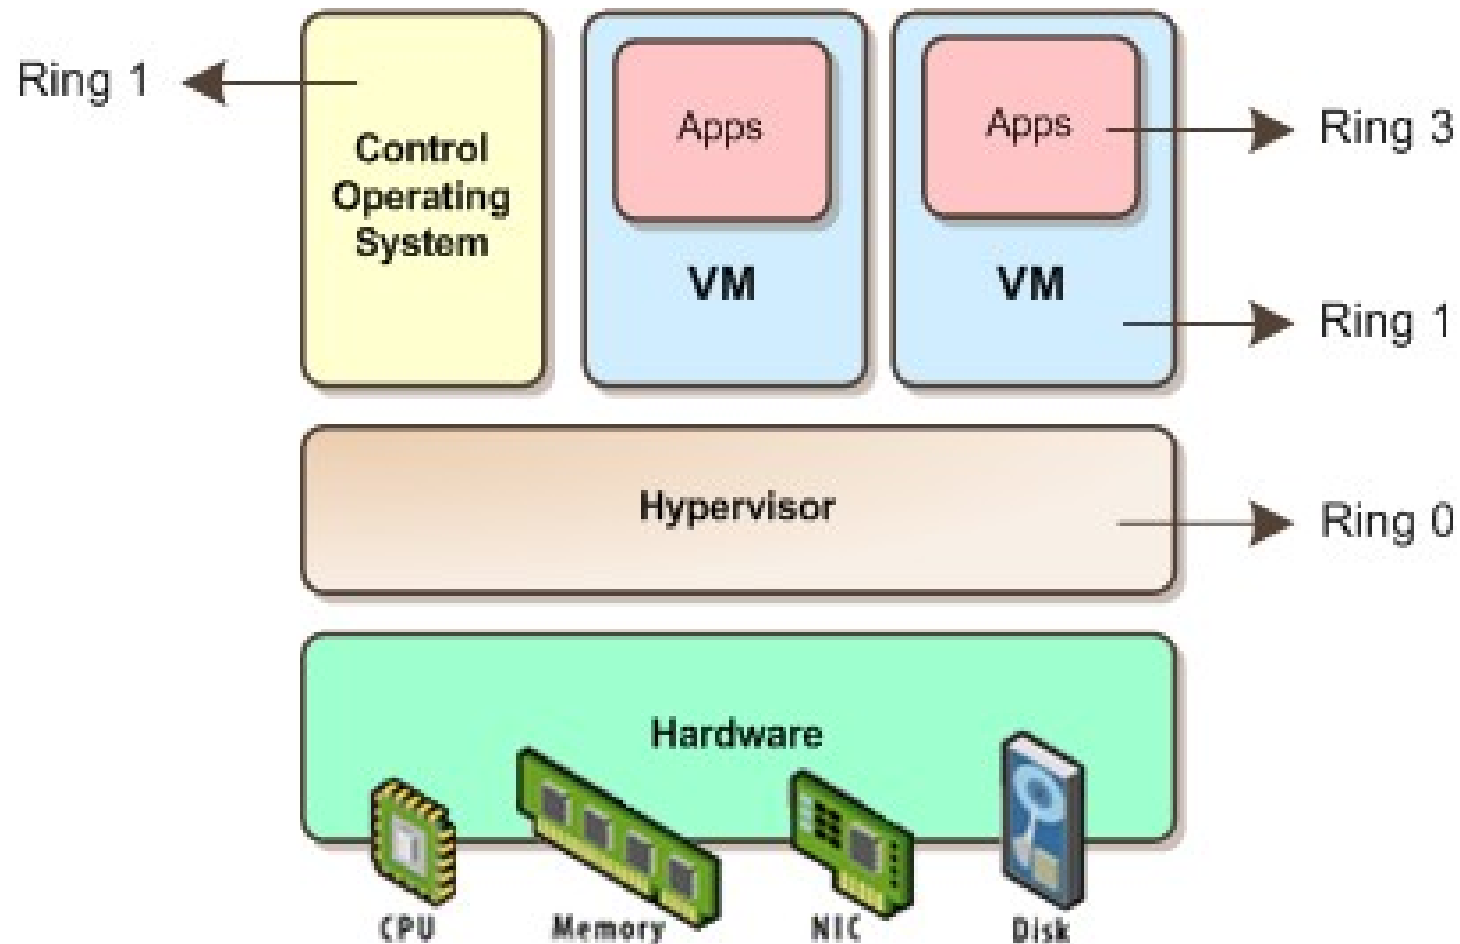 Ring 1
Control
Operating
System
Apps
VM
Apps
VM
Ring 3
Ring 1
Hypervisor
Ring 0
Hardware
CPU
Memory
NIC
Disk